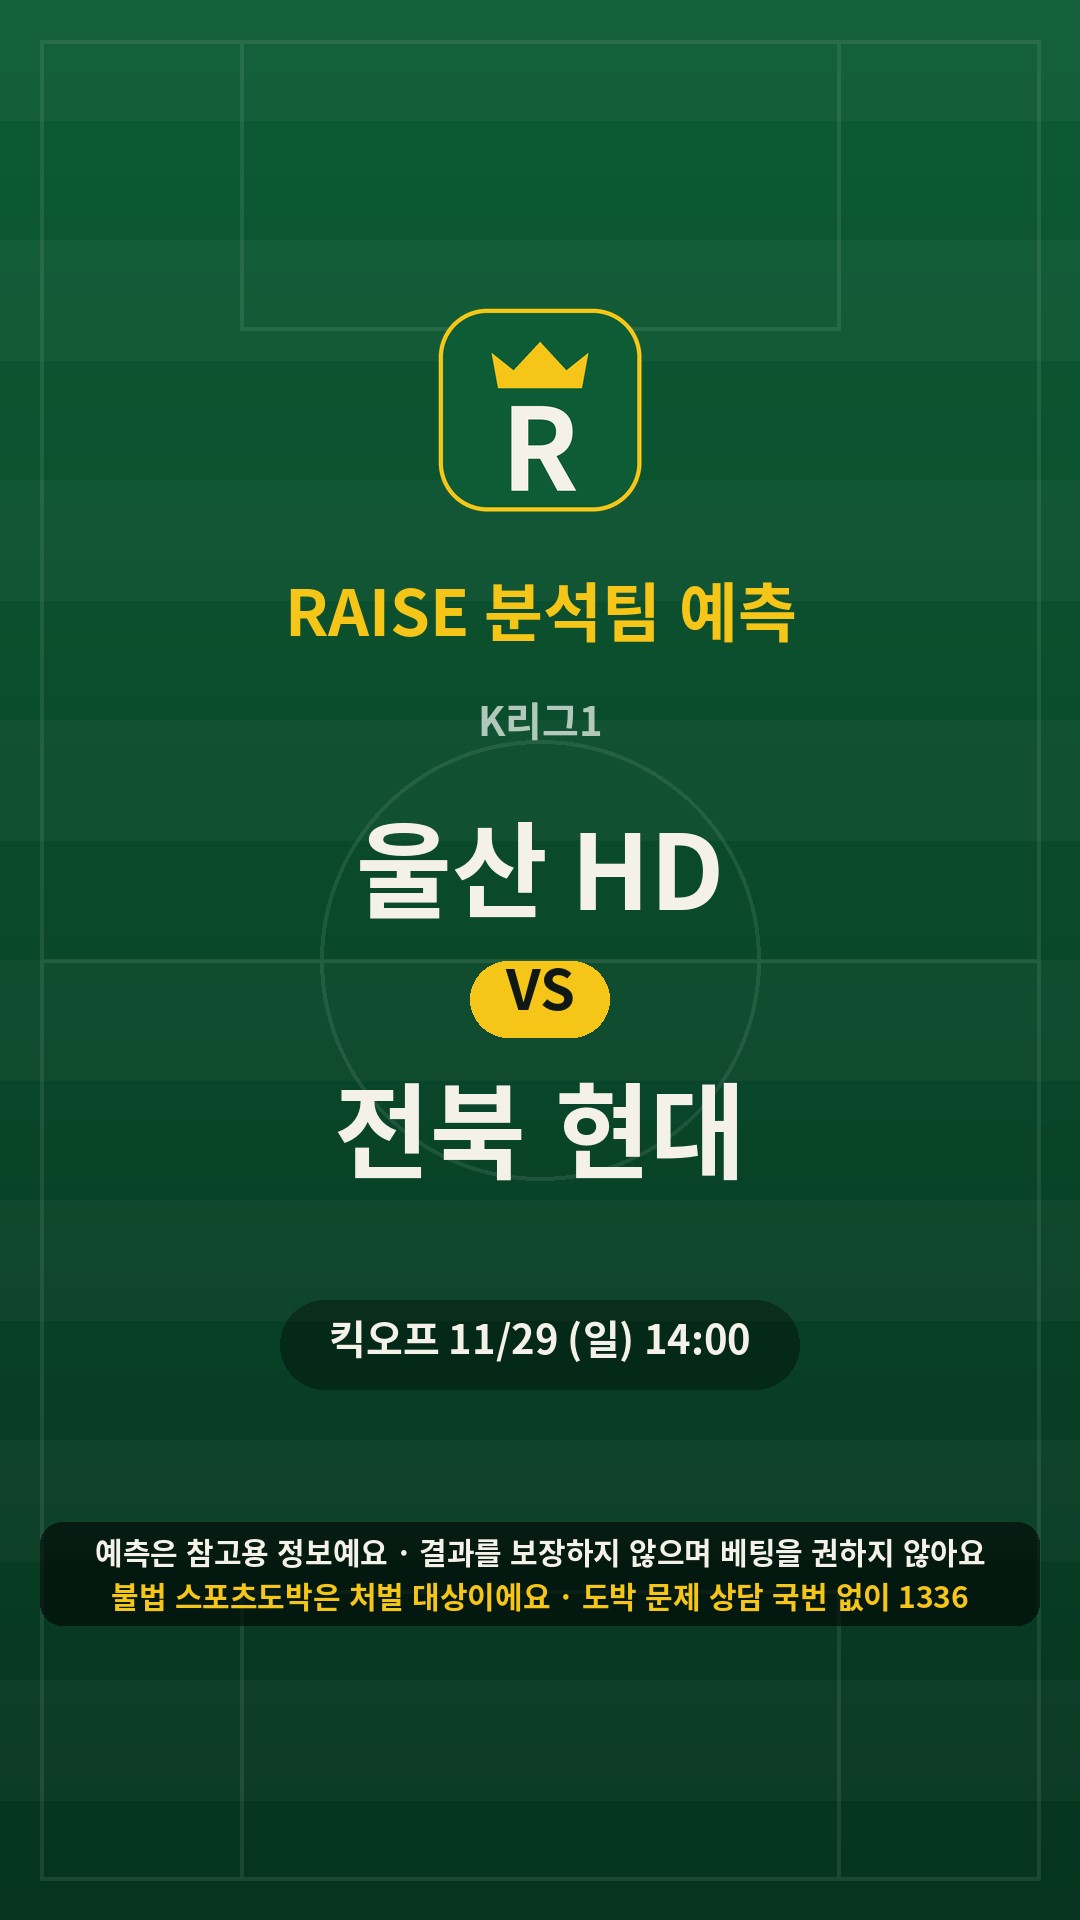 R
RAISE 분석팀 예측
K리그1
울산 HD
VS
전북 현대
킥오프 11/29 (일) 14:00
예측은 참고용 정보예요 · 결과를 보장하지 않으며 베팅을 권하지 않아요
불법 스포츠도박은 처벌 대상이에요 · 도박 문제 상담 국번 없이 1336